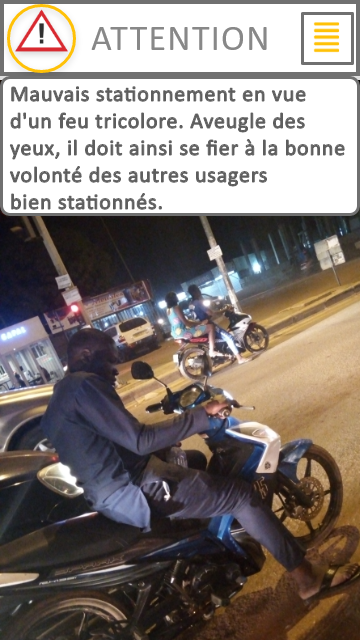 ATTENTION
Mauvais stationnement en vue
d'un feu tricolore. Aveugle des
yeux, il doit ainsi se fier à la bonne
volonté des autres usagers
bien stationnés.